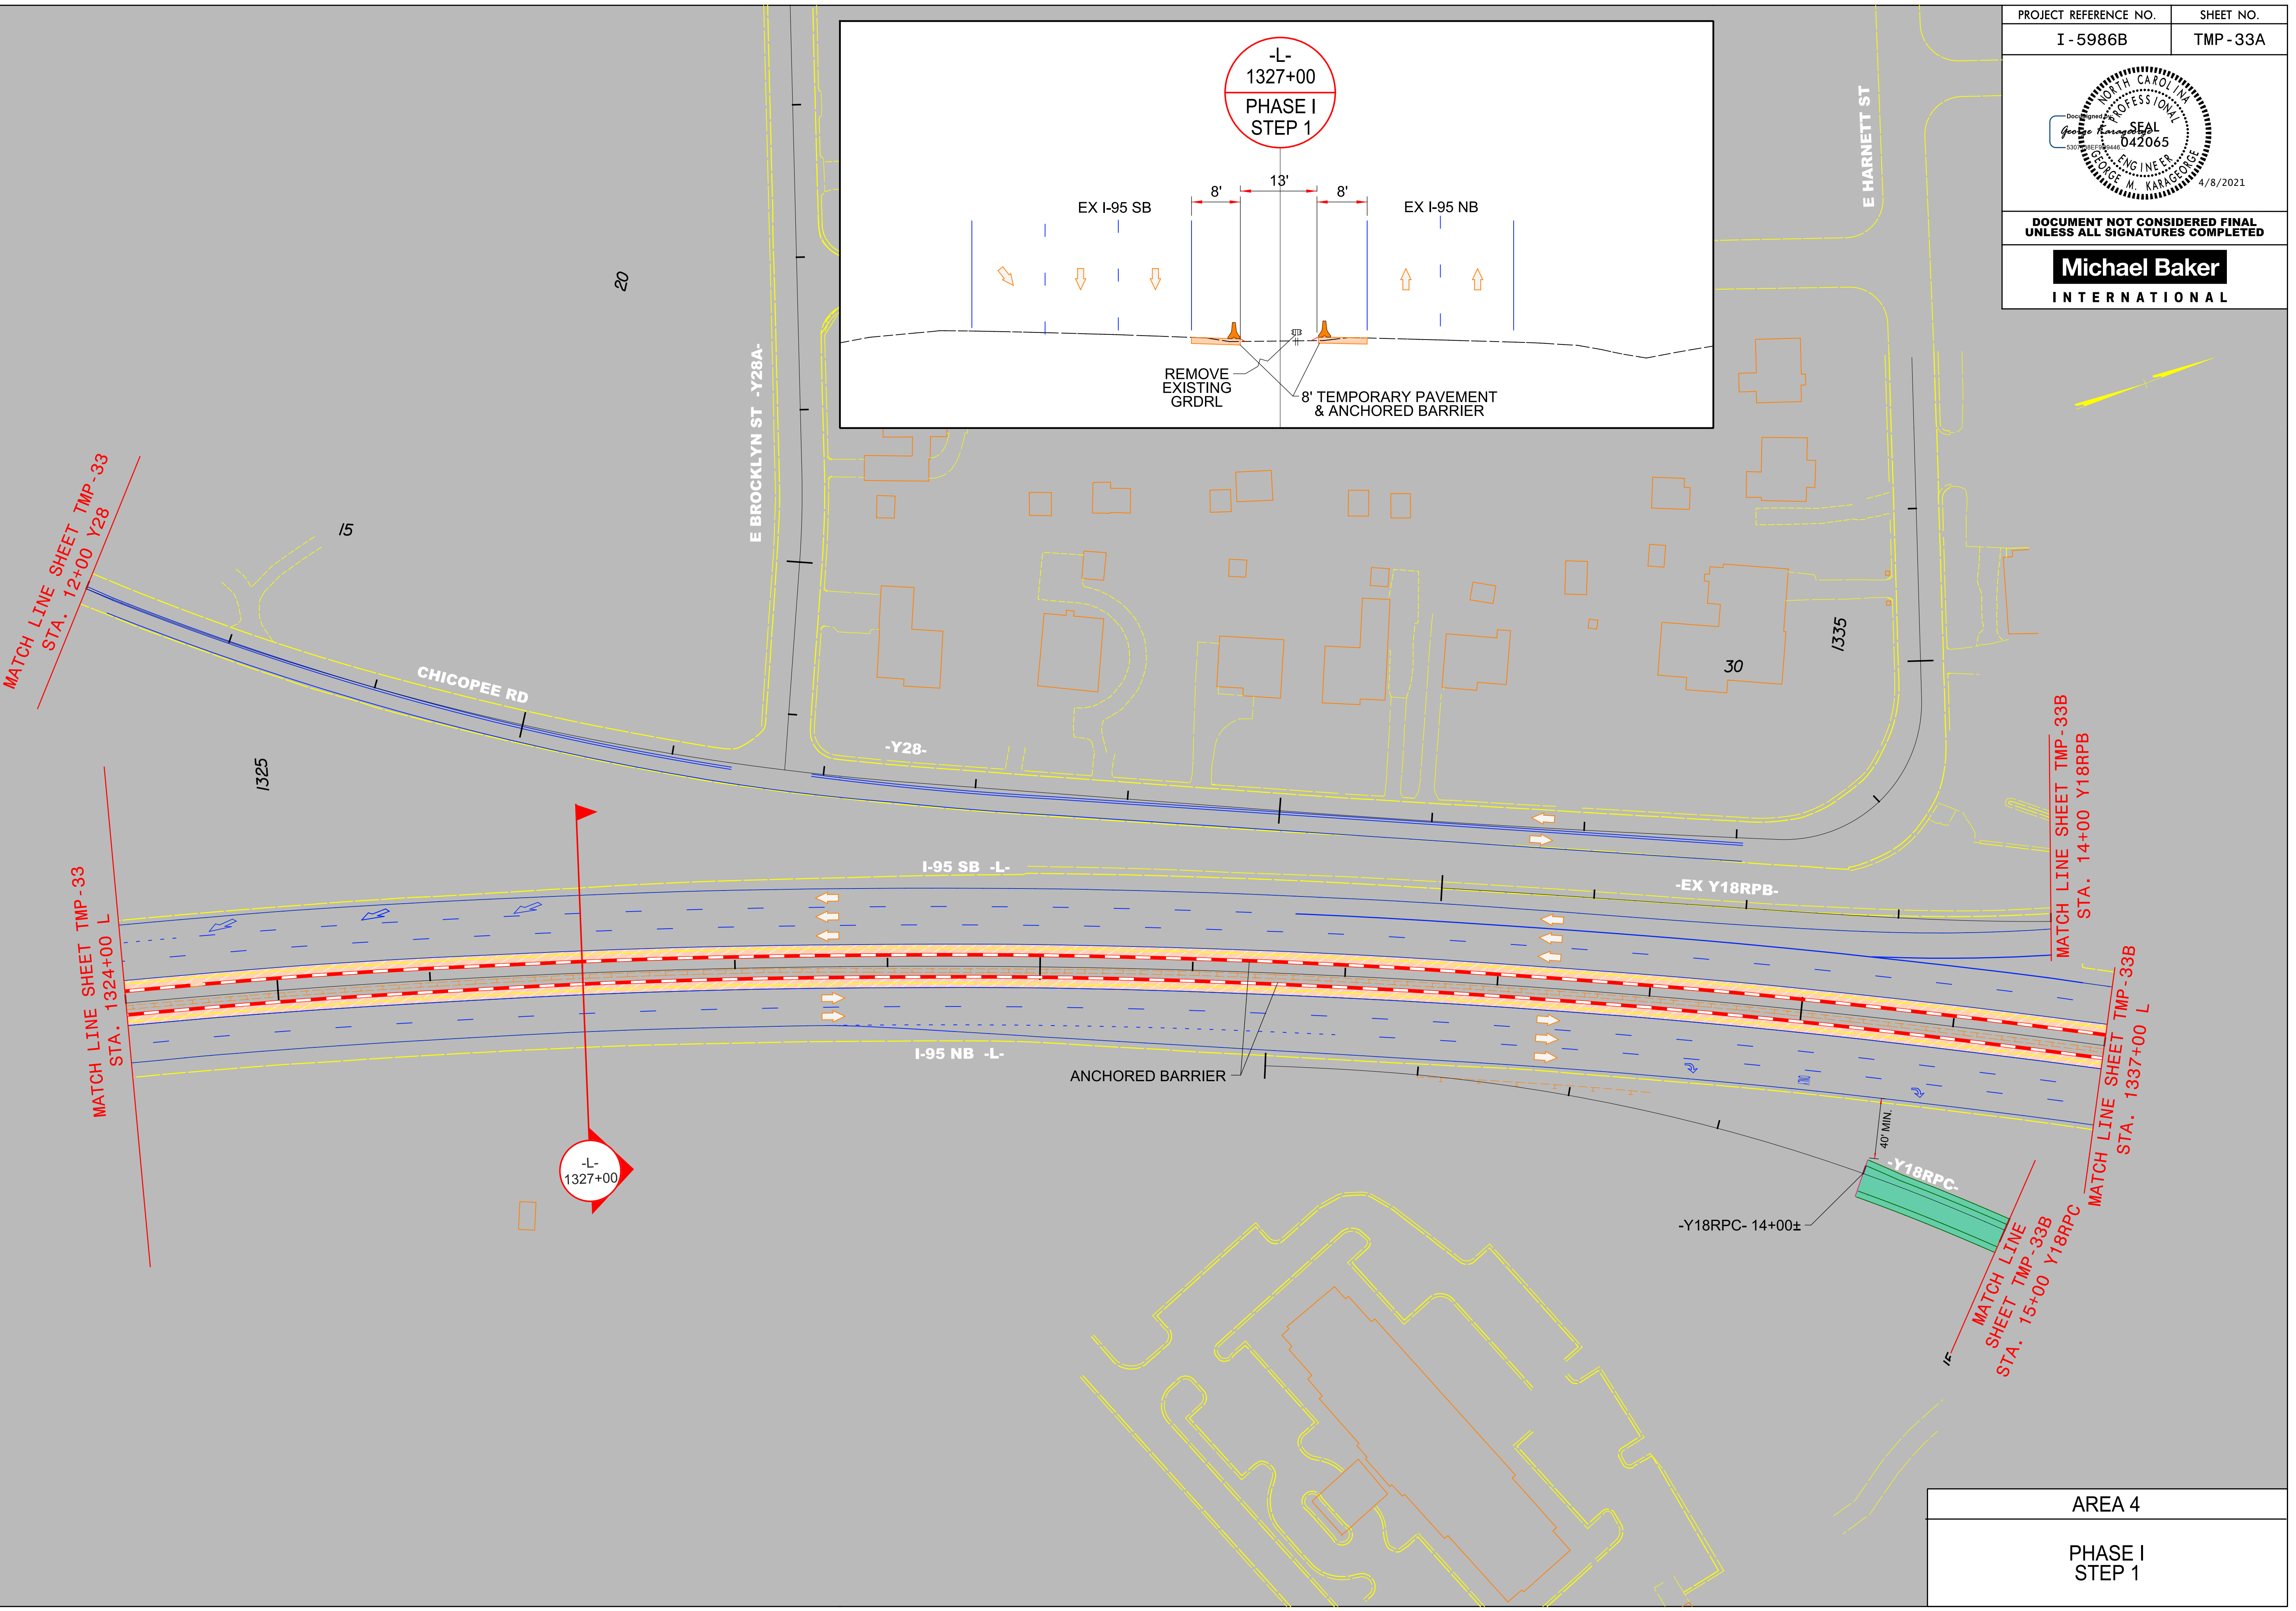 PROJECT REFERENCE NO.
SHEET NO.
I-5986B
TMP-33A
NORTH CAROLINA
PROFESSIONAL
SEAL
042065
ENGINEER
GEORGE M. KARAGEORGE
4/8/2021
DOCUMENT NOT CONSIDERED FINAL
UNLESS ALL SIGNATURES COMPLETED
Michael Baker
INTERNATIONAL
-L-
1327+00
PHASE I
STEP 1
8'
13'
8'
EX I-95 SB
EX I-95 NB
REMOVE
EXISTING
GRDRL
8' TEMPORARY PAVEMENT
& ANCHORED BARRIER
E HARNETT ST
E BROCKLYN ST -Y28A-
20
15
MATCH LINE SHEET TMP-33
STA. 12+00 Y28
CHICOPEE RD
1325
-Y28-
30
1335
MATCH LINE SHEET TMP-33B
STA. 14+00 Y18RPB
I-95 SB -L-
-EX Y18RPB-
MATCH LINE SHEET TMP-33
STA. 1324+00 L
I-95 NB -L-
ANCHORED BARRIER
MATCH LINE SHEET TMP-33B
STA. 1337+00 L
-L-
1327+00
40' MIN.
-Y18RPC-
-Y18RPC- 14+00±
MATCH LINE
SHEET TMP-33B
STA. 15+00 Y18RPC
AREA 4
PHASE I
STEP 1